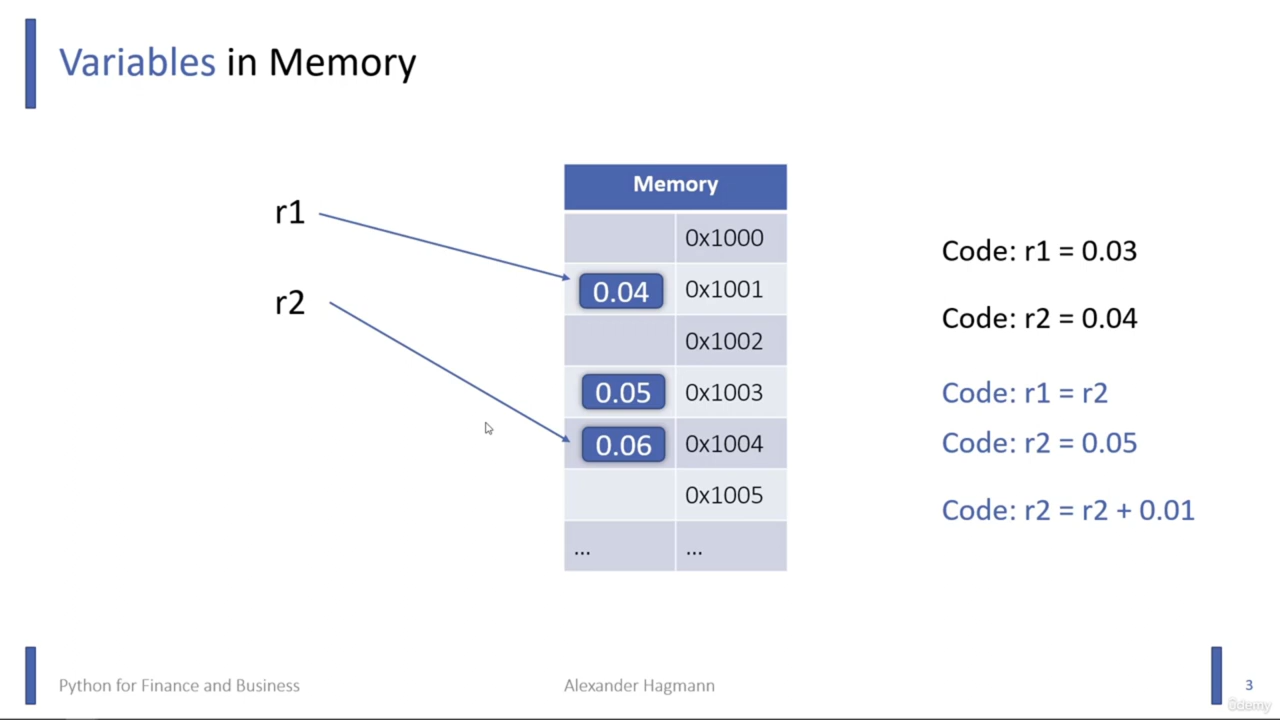 Variables in Memory
Memory
r1
0x1000
Code: r1 = 0.03
0.04 0x1001
r2
0x1002
Code: r2 = 0.04
0.05 0x1003
Code: r1 = r2
0.06 0x1004
Code: r2 = 0.05
0x1005
Code: r2 = r2 + 0.01
... ...
Python for Finance and Business
Alexander Hagmann
3
ûdemy